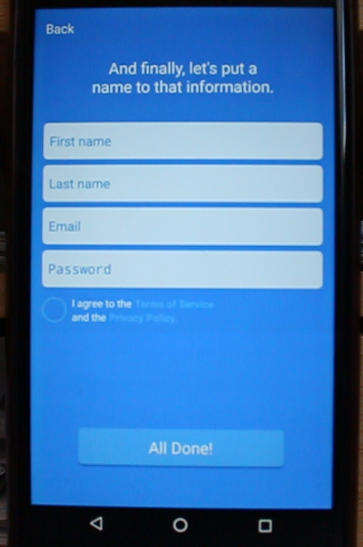 Back
And finally, let's put a
name to that information.
First name
Last name
Email
Password
I agree to the Terms of Service
and the Privacy Policy.
All Done!